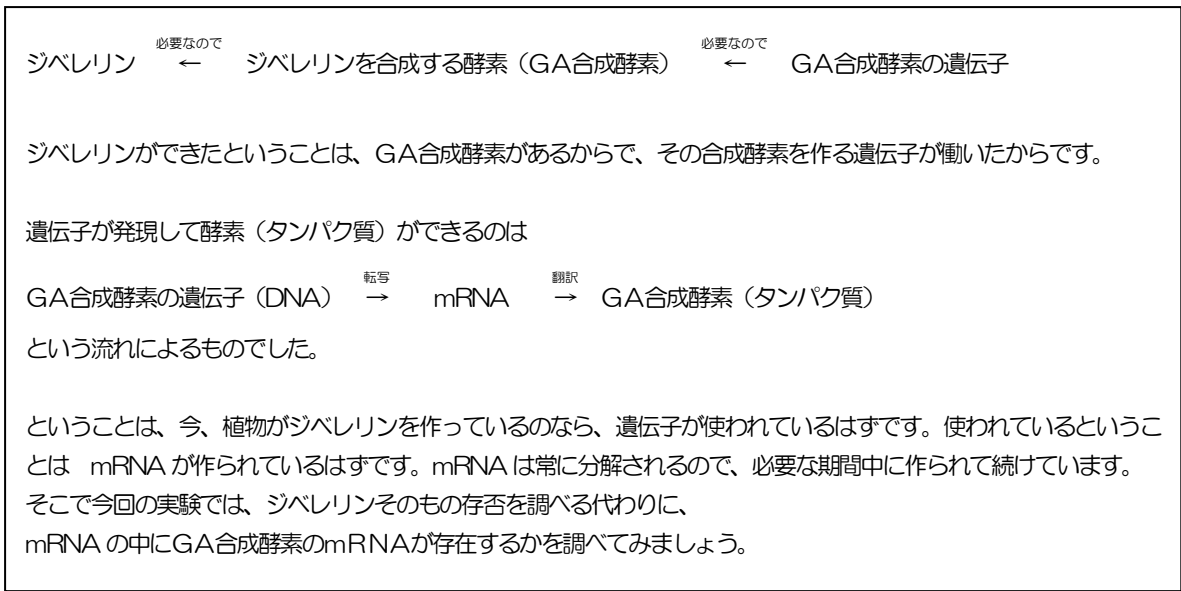 必要なので 必要なので
ジベレリン ← ジベレリンを合成する酵素（GA合成酵素） ← GA合成酵素の遺伝子
ジベレリンができたということは、GA合成酵素があるからで、その合成酵素を作る遺伝子が働いたからです。
遺伝子が発現して酵素（タンパク質）ができるのは
転写 翻訳
GA合成酵素の遺伝子（DNA） → mRNA → GA合成酵素（タンパク質）
という流れによるものでした。
ということは、今、植物がジベレリンを作っているのなら、遺伝子が使われているはずです。使われているというこ
とは　mRNA が作られているはずです。mRNA は常に分解されるので、必要な期間中に作られて続けています。
そこで今回の実験では、ジベレリンそのもの存否を調べる代わりに、
mRNA の中にGA合成酵素のmRNAが存在するかを調べてみましょう。